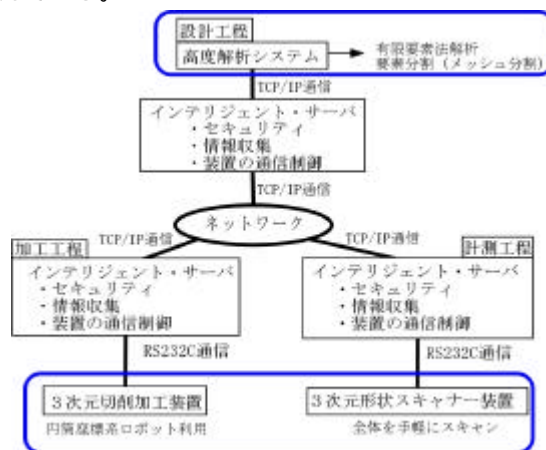 設計工程
高度解析システム
有限要素法解析
要素分割（メッシュ分割）
TCP/IP通信
インテリジェント・サーバ
・セキュリティ
・情報収集
・装置の通信制御
TCP/IP通信
ネットワーク
TCP/IP通信
TCP/IP通信
加工工程
インテリジェント・サーバ
・セキュリティ
・情報収集
・装置の通信制御
計測工程
インテリジェント・サーバ
・セキュリティ
・情報収集
・装置の通信制御
RS232C通信
RS232C通信
3次元切削加工装置
円筒座標系ロボット利用
3次元形状スキャナー装置
全体を手軽にスキャン